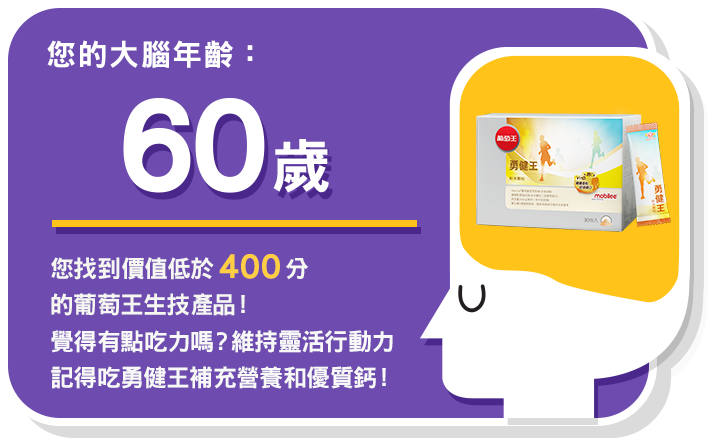 您的大腦年齡：
60歲
您找到價值低於 400 分
的葡萄王生技產品！
覺得有點吃力嗎？維持靈活行動力
記得吃勇健王補充營養和優質鈣！
葡萄王
勇健王
mobilee
30包入
勇健王